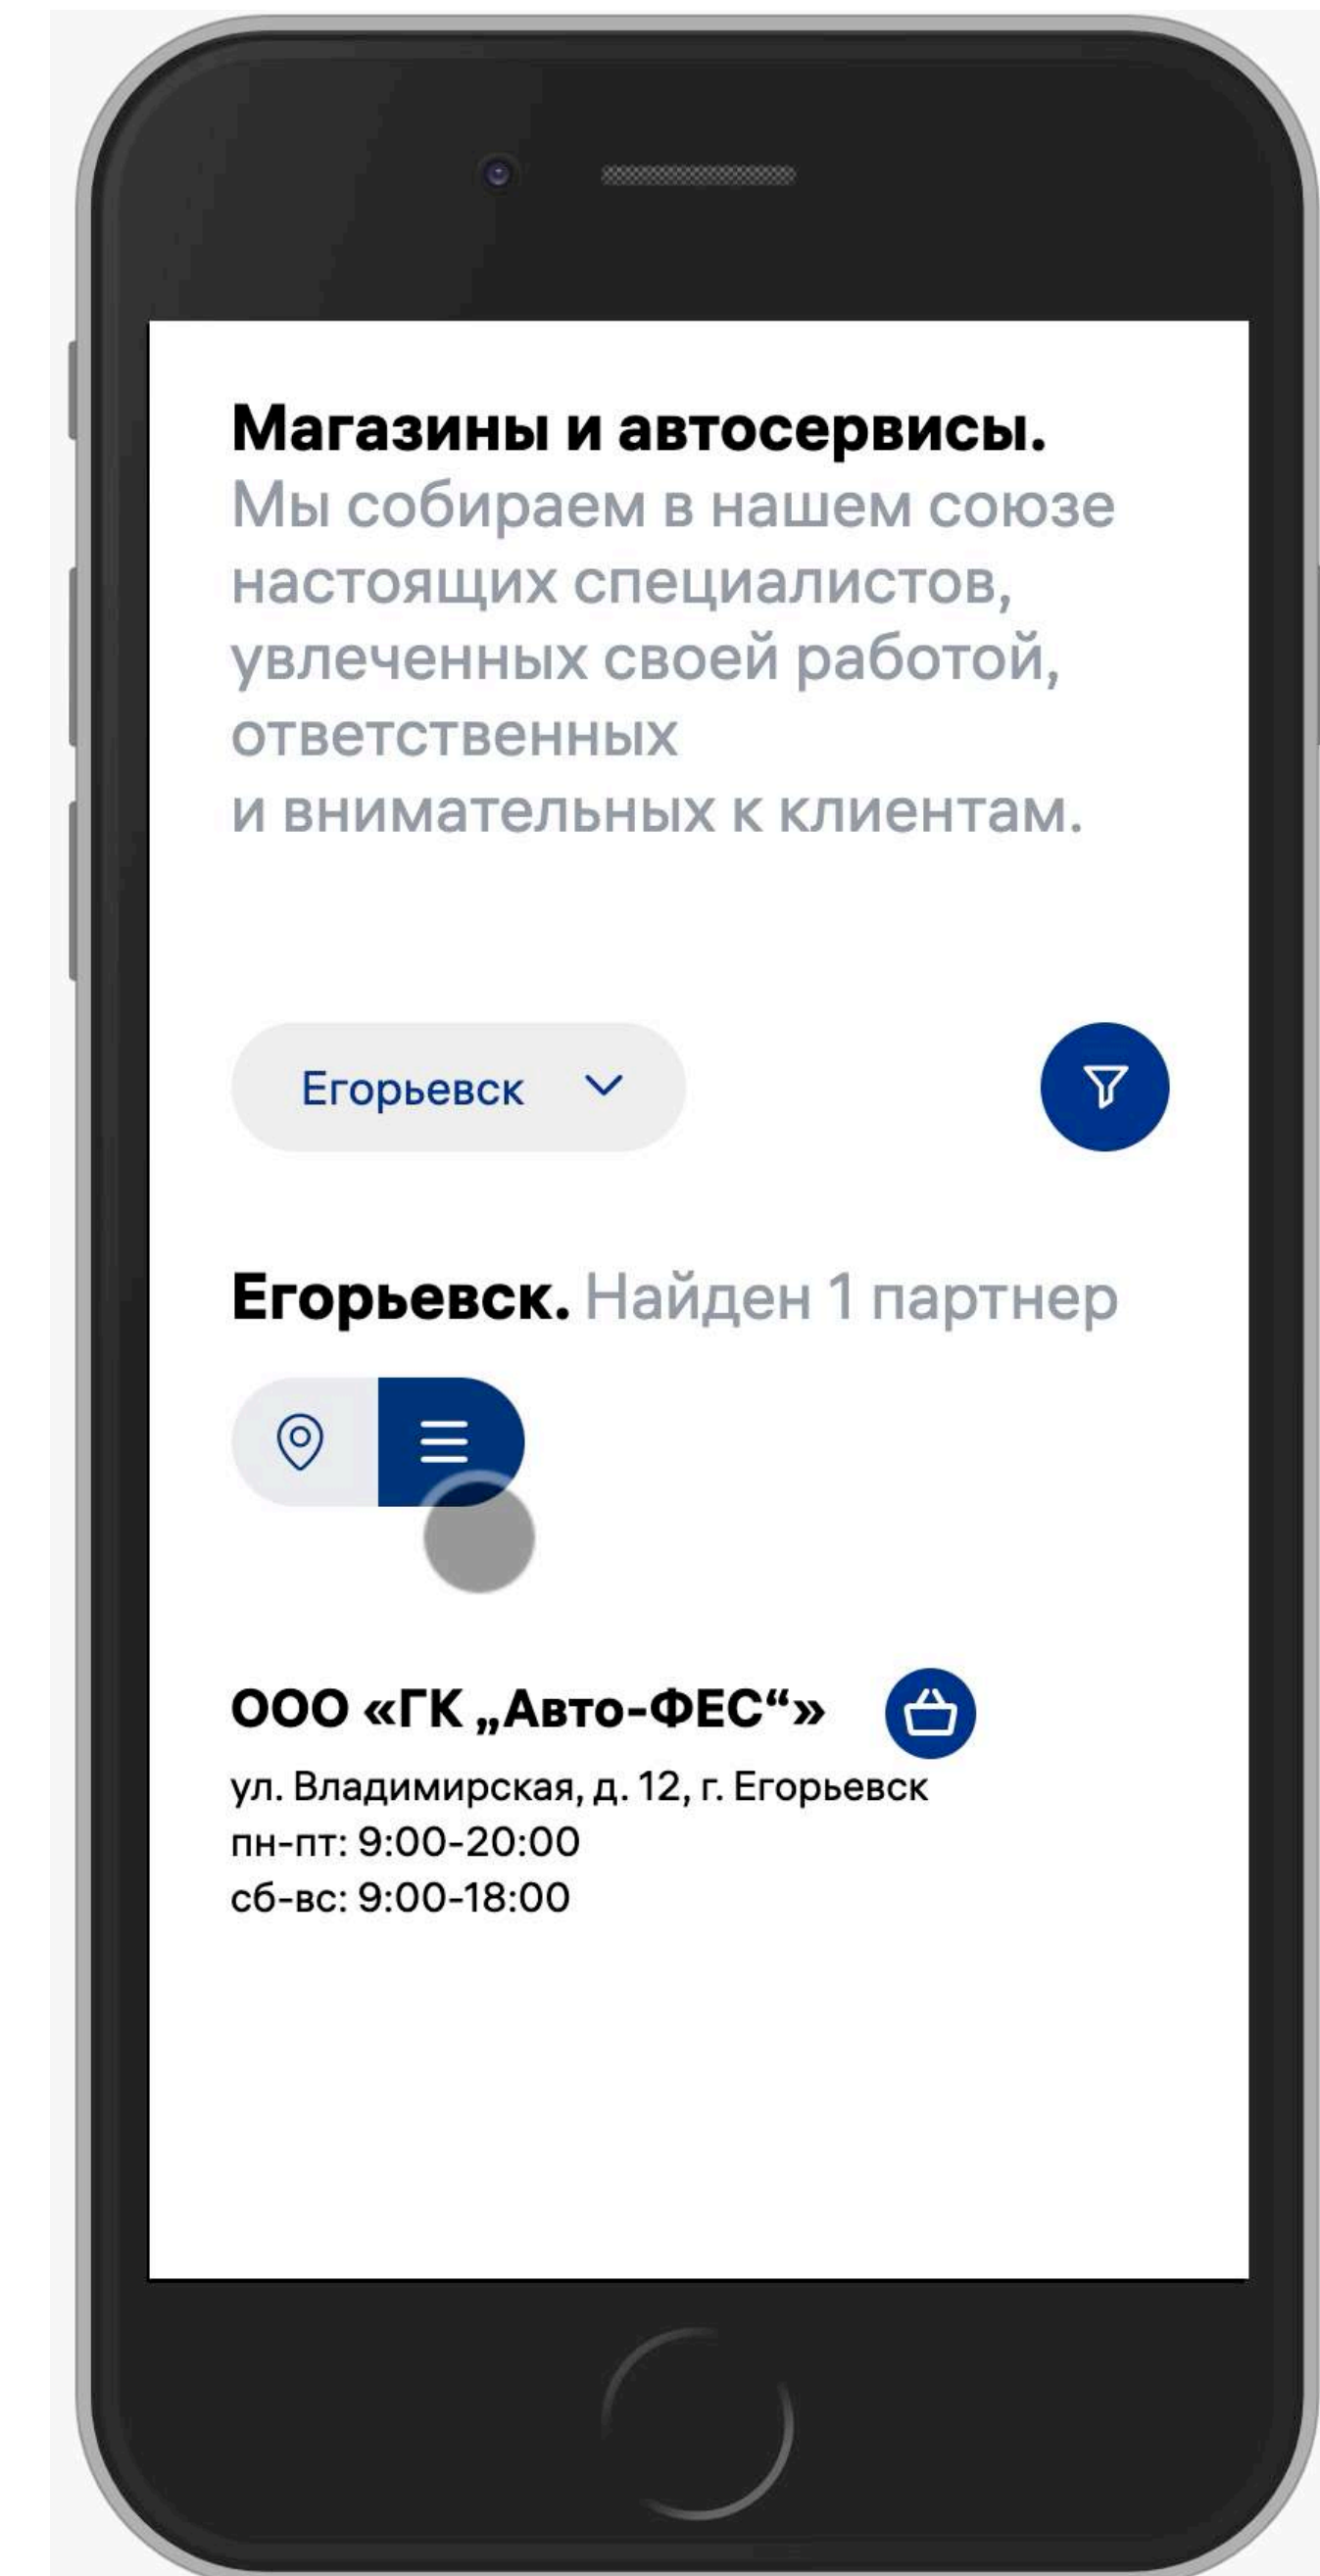 Магазины и автосервисы.
Мы собираем в нашем союзе
настоящих специалистов,
увлеченных своей работой,
ответственных
и внимательных к клиентам.
Егорьевск
Егорьевск. Найден 1 партнер
ООО «ГК „Авто-ФЕС“»
ул. Владимирская, д. 12, г. Егорьевск
пн-пт: 9:00-20:00
сб-вс: 9:00-18:00